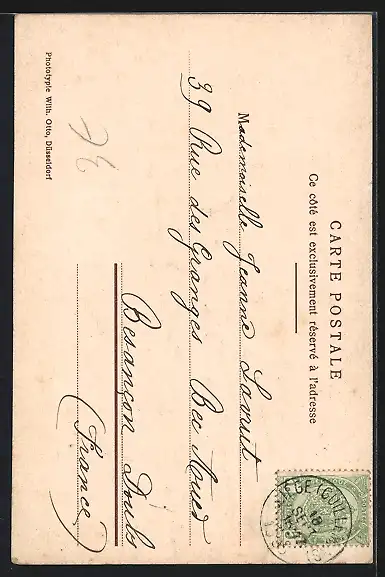 CARTE POSTALE
Ce côté est exclusivement réservé à l'adresse
Mademoiselle Jeanne
39 Rue des Granges
Besançon Doubs
(France)
Phototypie Wilh. Otto, Düsseldorf